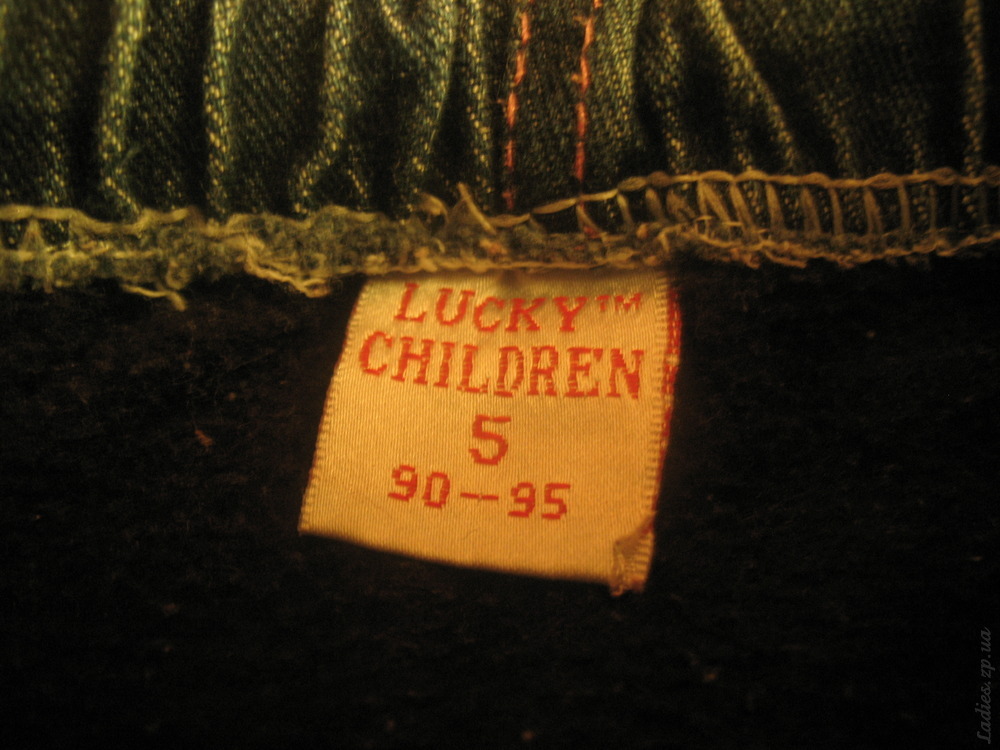 LUCKY™
CHILDREN
5
90--95
Ladies.zp.ua